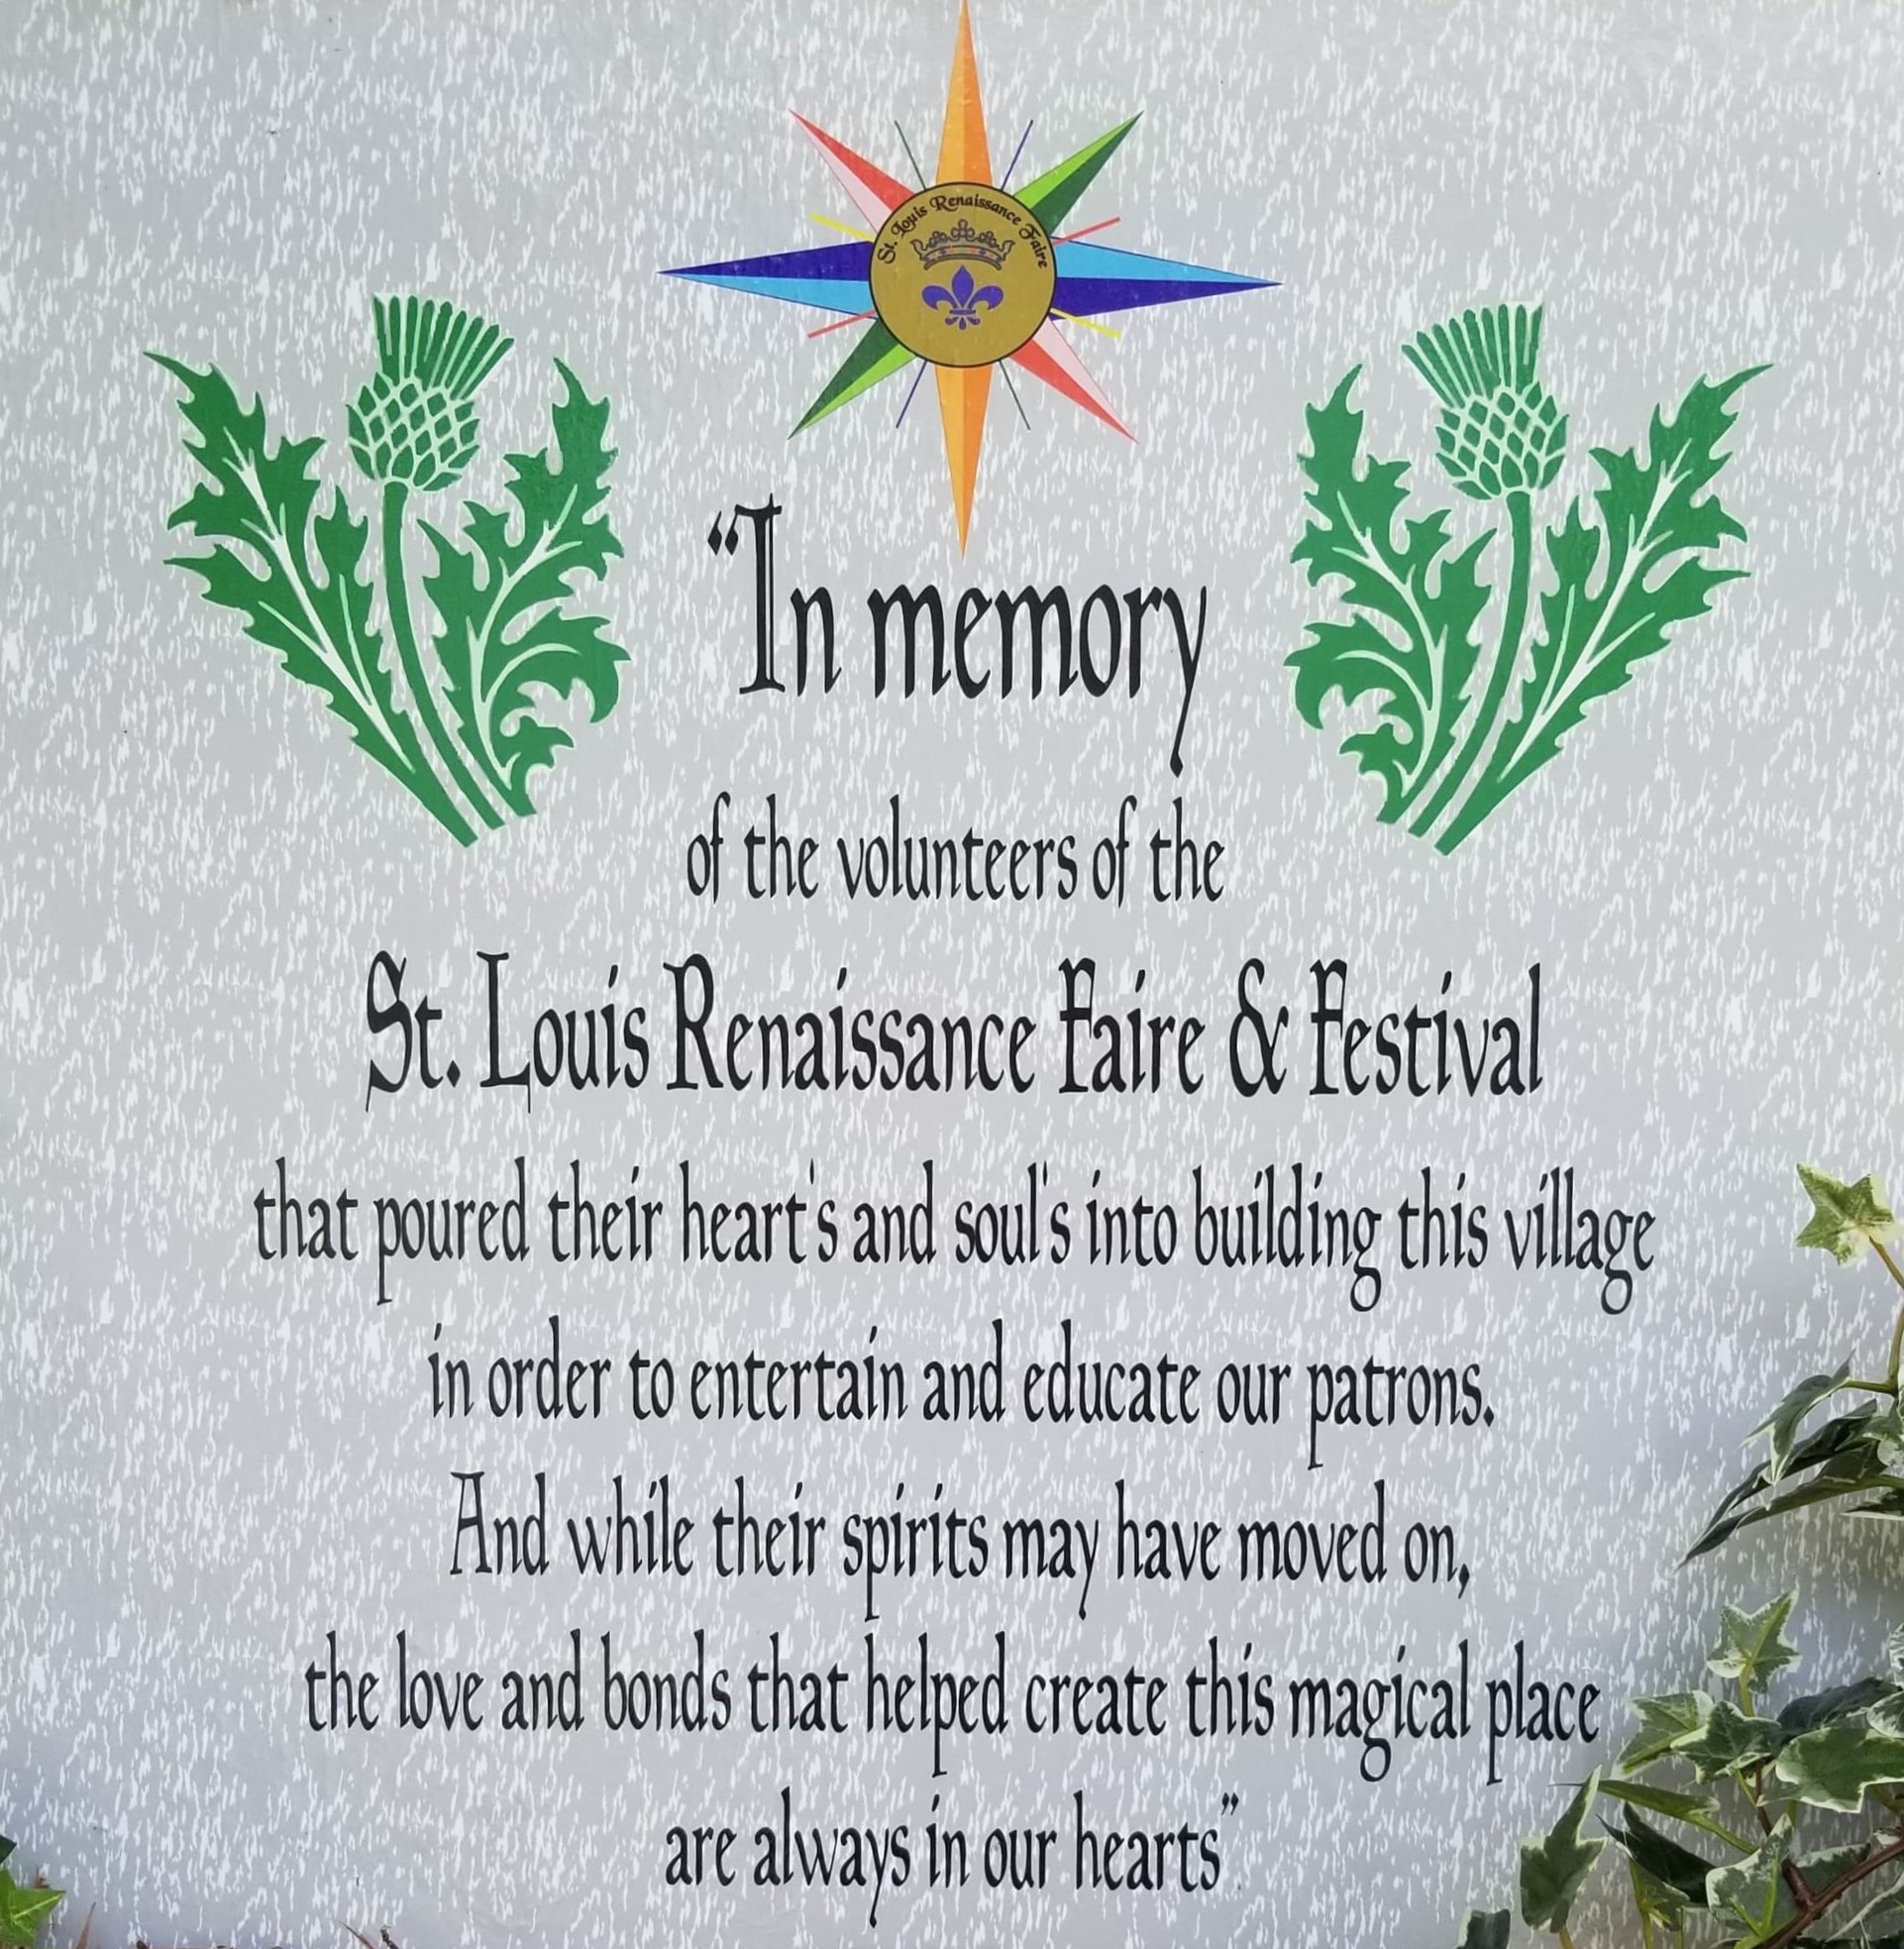 St. Louis Renaissance Faire
“In memory
of the volunteers of the
St. Louis Renaissance Faire & Festival
that poured their heart's and soul's into building this village
in order to entertain and educate our patrons.
And while their spirits may have moved on,
the love and bonds that helped create this magical place
are always in our hearts”